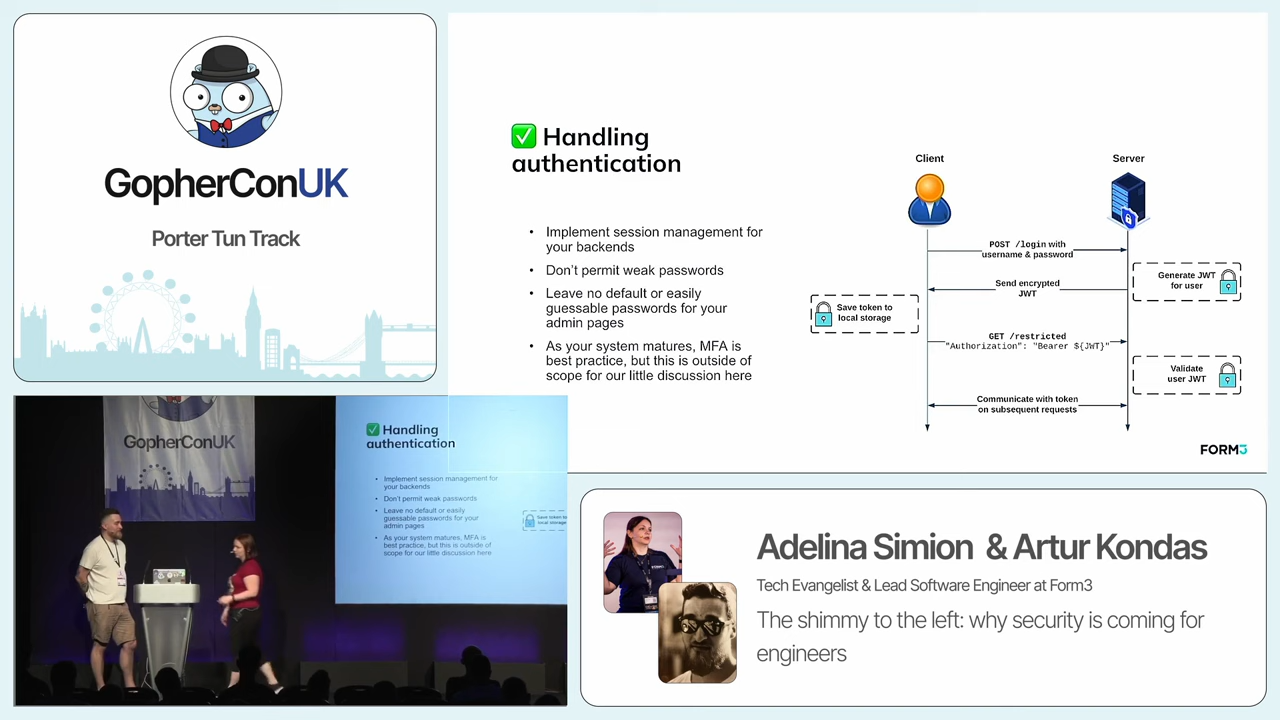 GopherConUK
Porter Tun Track
✅ Handling
authentication
• Implement session management for
your backends
• Don't permit weak passwords
• Leave no default or easily
guessable passwords for your
admin pages
• As your system matures, MFA is
best practice, but this is outside of
scope for our little discussion here
Client
Server
POST /login with
username & password
Generate JWT
for user
Send encrypted
JWT
Save token to
local storage
GET /restricted
"Authorization": "Bearer ${JWT}"
Validate
user JWT
Communicate with token
on subsequent requests
FORM3
GopherConUK
✅ Handling
authentication
• Implement session management for
your backends
• Don't permit weak passwords
• Leave no default or easily
guessable passwords for your
admin pages
• As your system matures, MFA is
best practice, but this is outside of
scope for our little discussion here
Save token to
local storage
Adelina Simion & Artur Kondas
Tech Evangelist & Lead Software Engineer at Form3
The shimmy to the left: why security is coming for
engineers